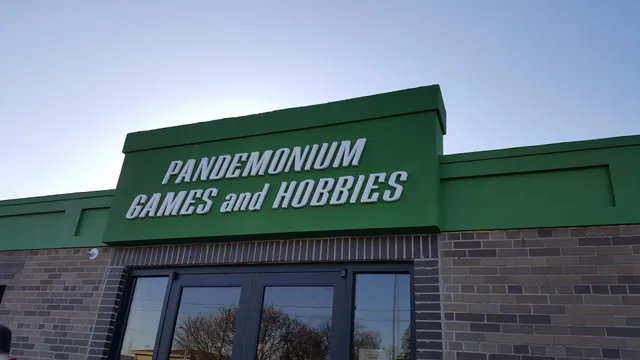 PANDEMONIUM
GAMES and HOBBIES